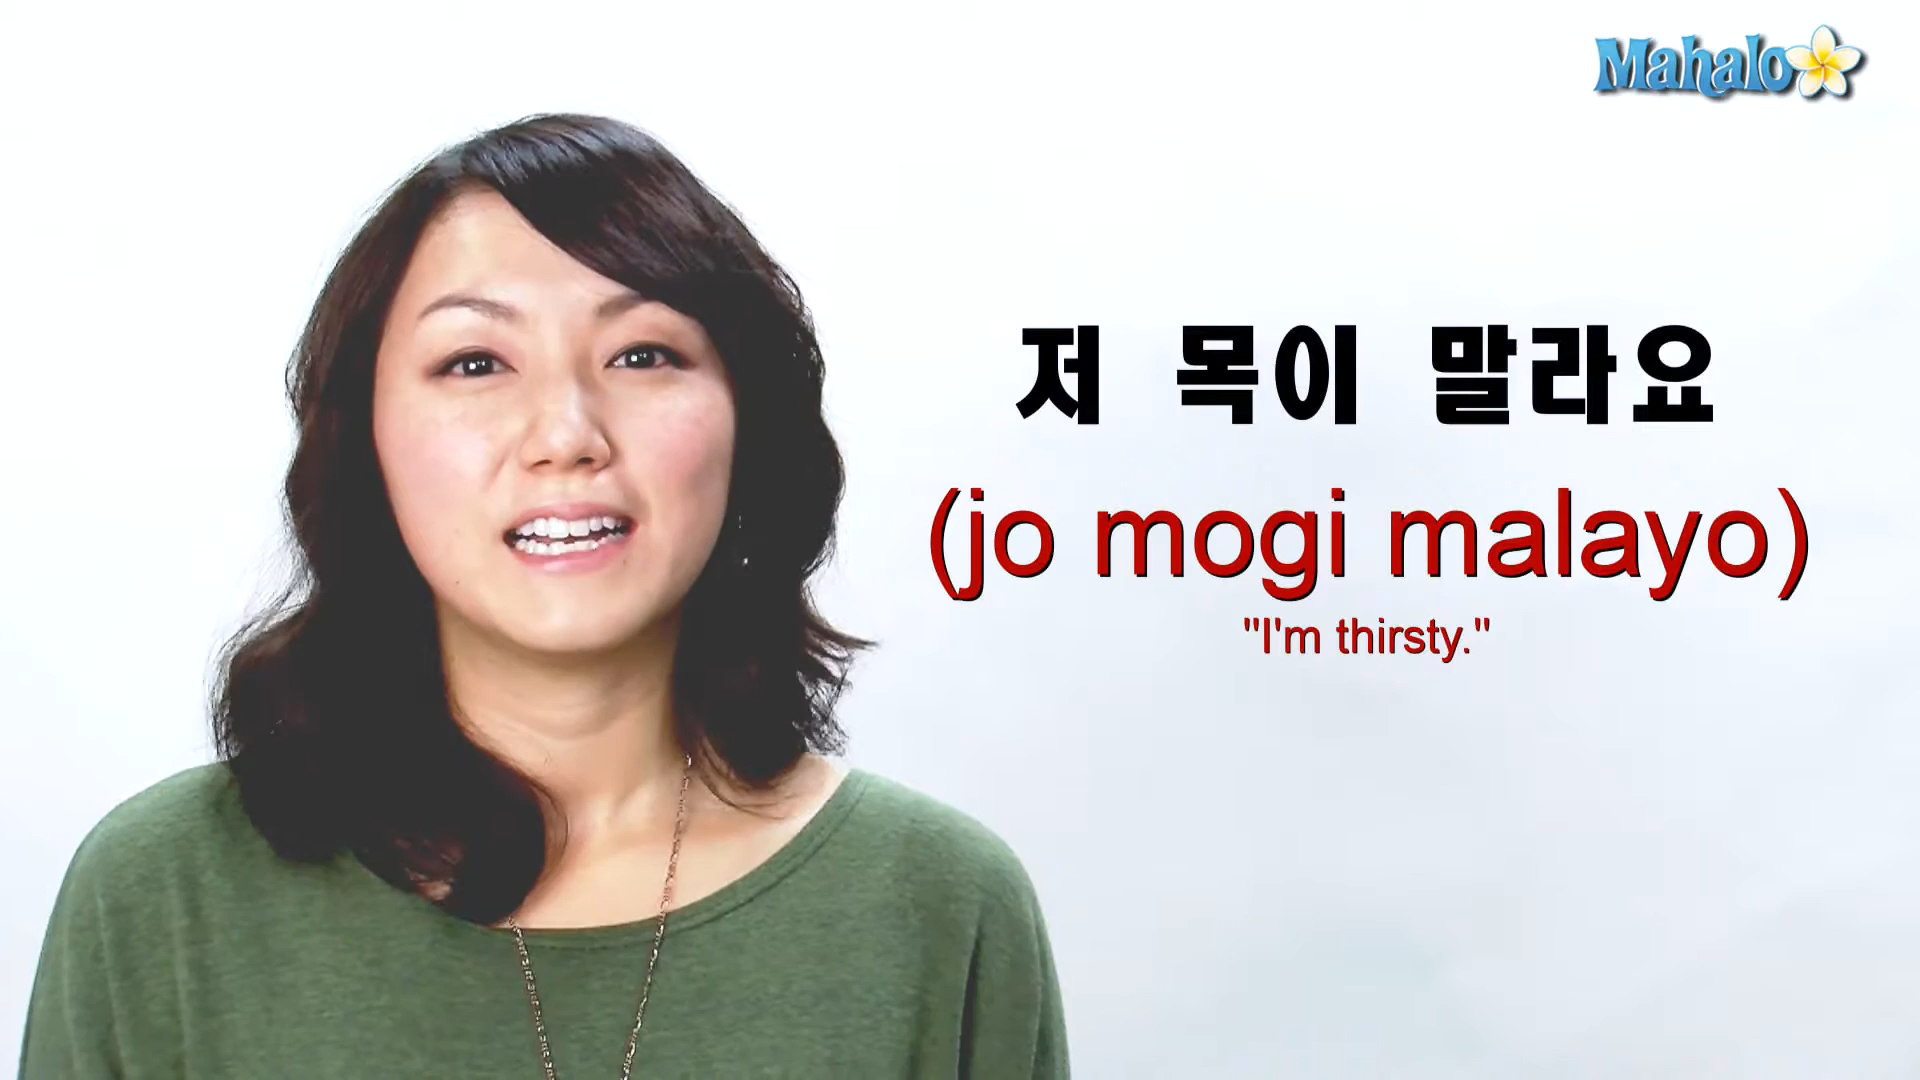 Mahalo
저 목이 말라요
(jo mogi malayo)
"I'm thirsty."